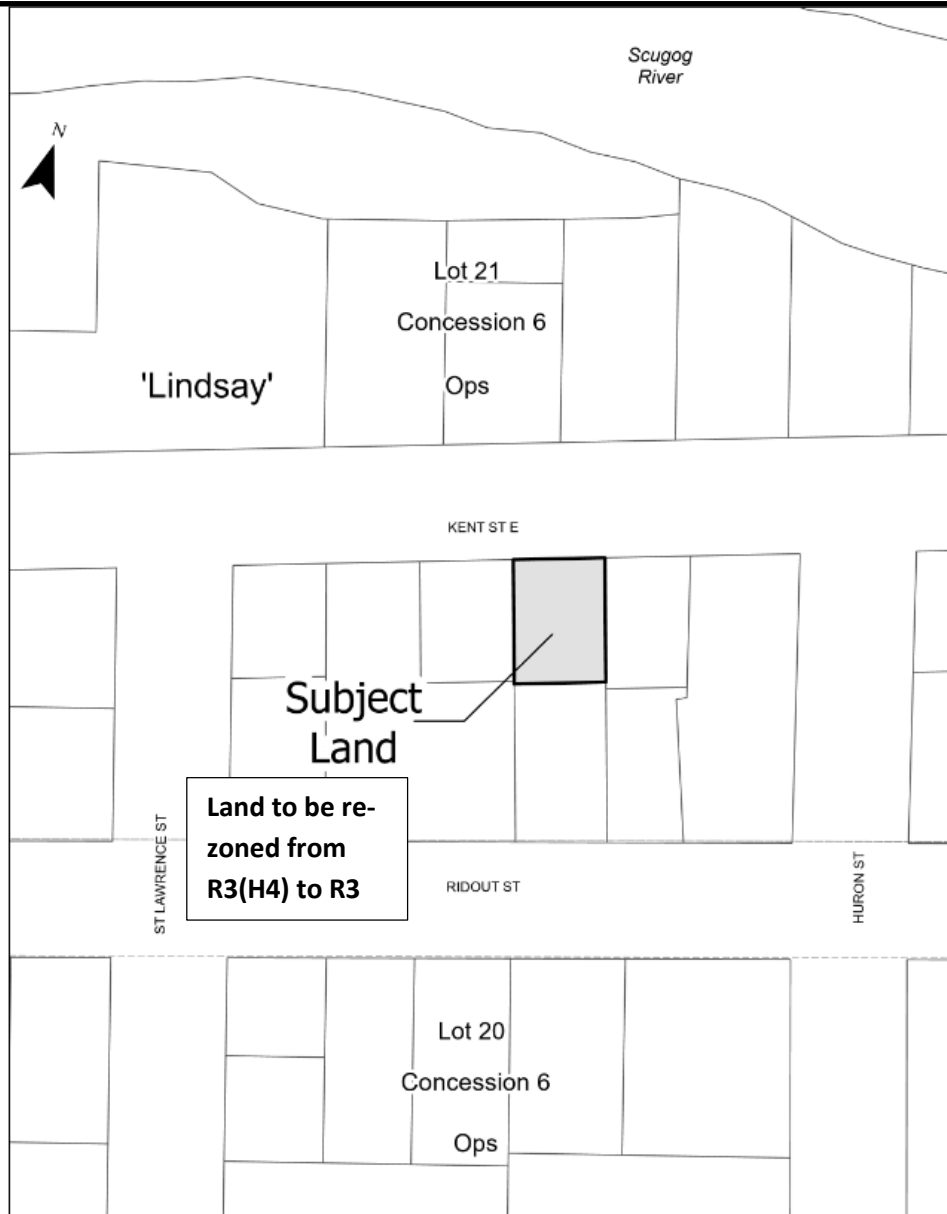 Scugog
River
N
Lot 21
Concession 6
'Lindsay'
Ops
KENT ST E
Subject
Land
Land to be re-
zoned from
R3(H4) to R3
ST LAWRENCE ST
RIDOUT ST
HURON ST
Lot 20
Concession 6
Ops